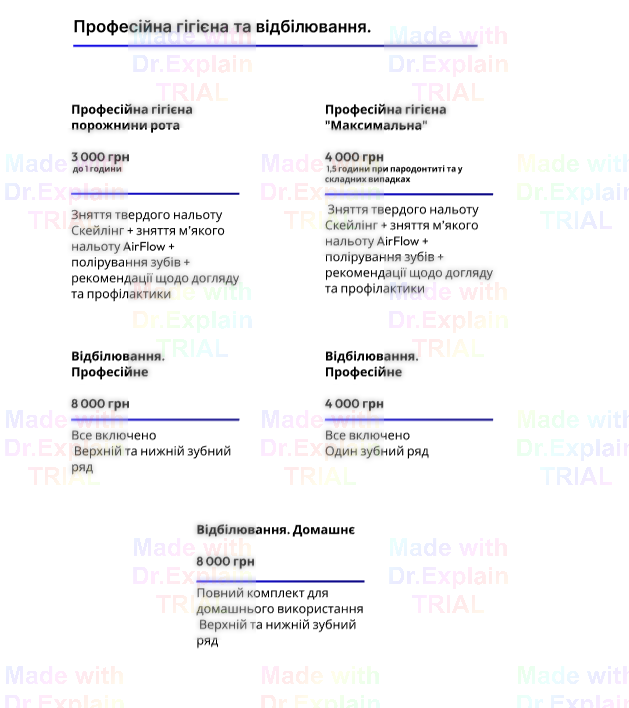 Професійна гігієна та відбілювання.
Професійна гігієна
порожнини рота
3 000 грн
до 1 години
Зняття твердого нальоту
Скейлінг + зняття м'якого
нальоту AirFlow +
полірування зубів +
рекомендації щодо догляду
та профілактики
Професійна гігієна
"Максимальна"
4 000 грн
1,5 години при пародонтиті та у
складних випадках
Зняття твердого нальоту
Скейлінг + зняття м'якого
нальоту AirFlow +
полірування зубів +
рекомендації щодо догляду
та профілактики
Відбілювання.
Професійне
8 000 грн
Все включено
Верхній та нижній зубний
ряд
Відбілювання.
Професійне
4 000 грн
Все включено
Один зубний ряд
Відбілювання. Домашнє
8 000 грн
Повний комплект для
домашнього використання
Верхній та нижній зубний
ряд
Made with
Dr.Explain
TRIAL